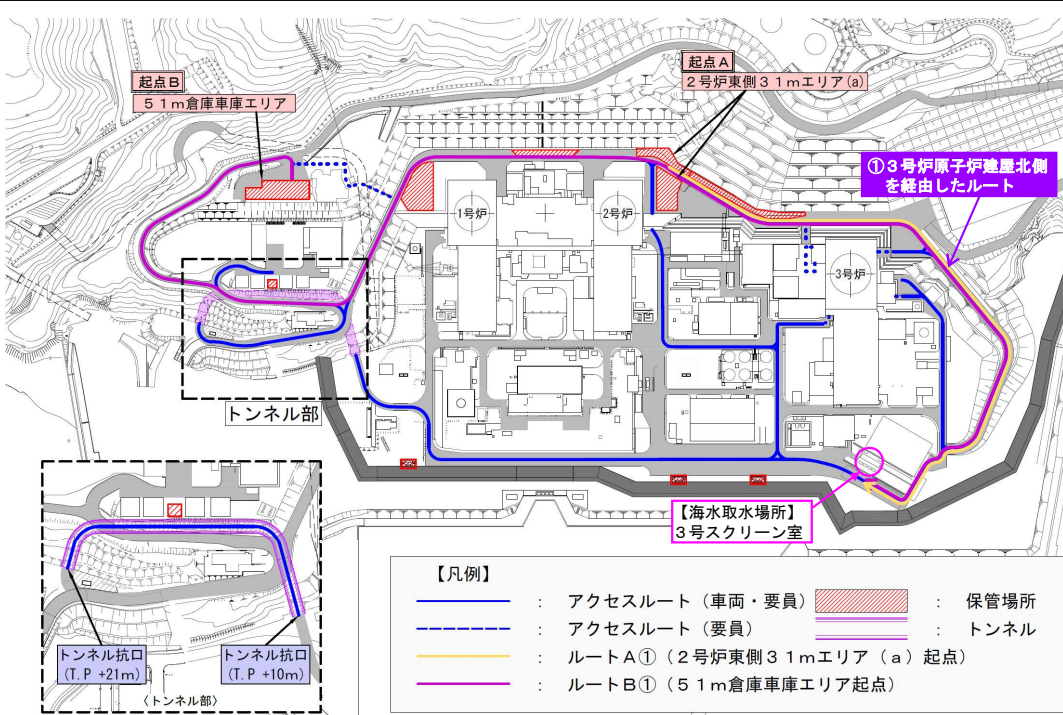 起点B
51m倉庫車庫エリア
起点A
2号炉東側31mエリア(a)
①3号炉原子炉建屋北側
を経由したルート
1号炉
2号炉
3号炉
トンネル部
【海水取水場所】
3号スクリーン室
トンネル坑口
(T.P +21m)
トンネル坑口
(T.P +10m)
〈トンネル部〉
【凡例】
: アクセスルート（車両・要員）
: 保管場所
: アクセスルート（要員）
: トンネル
: ルートA①（2号炉東側31mエリア（a）起点）
: ルートB①（51m倉庫車庫エリア起点）